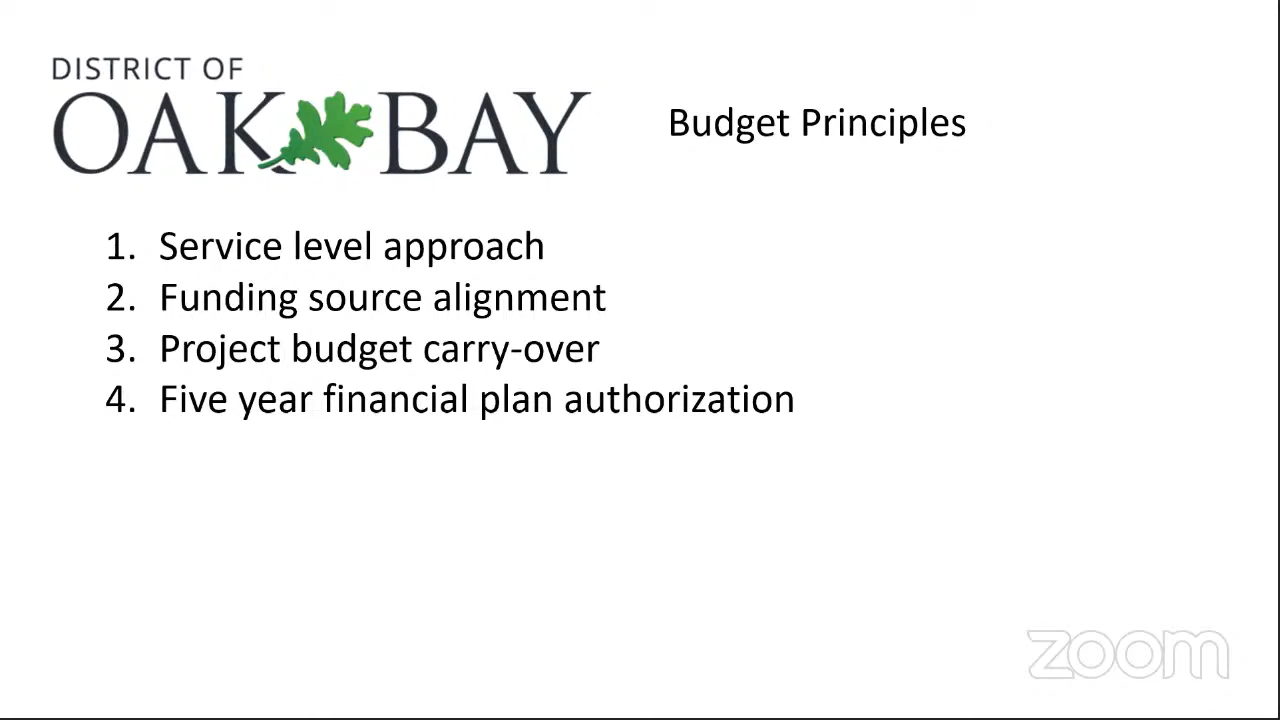 DISTRICT OF
OAK BAY
Budget Principles
1. Service level approach
2. Funding source alignment
3. Project budget carry-over
4. Five year financial plan authorization
zoom